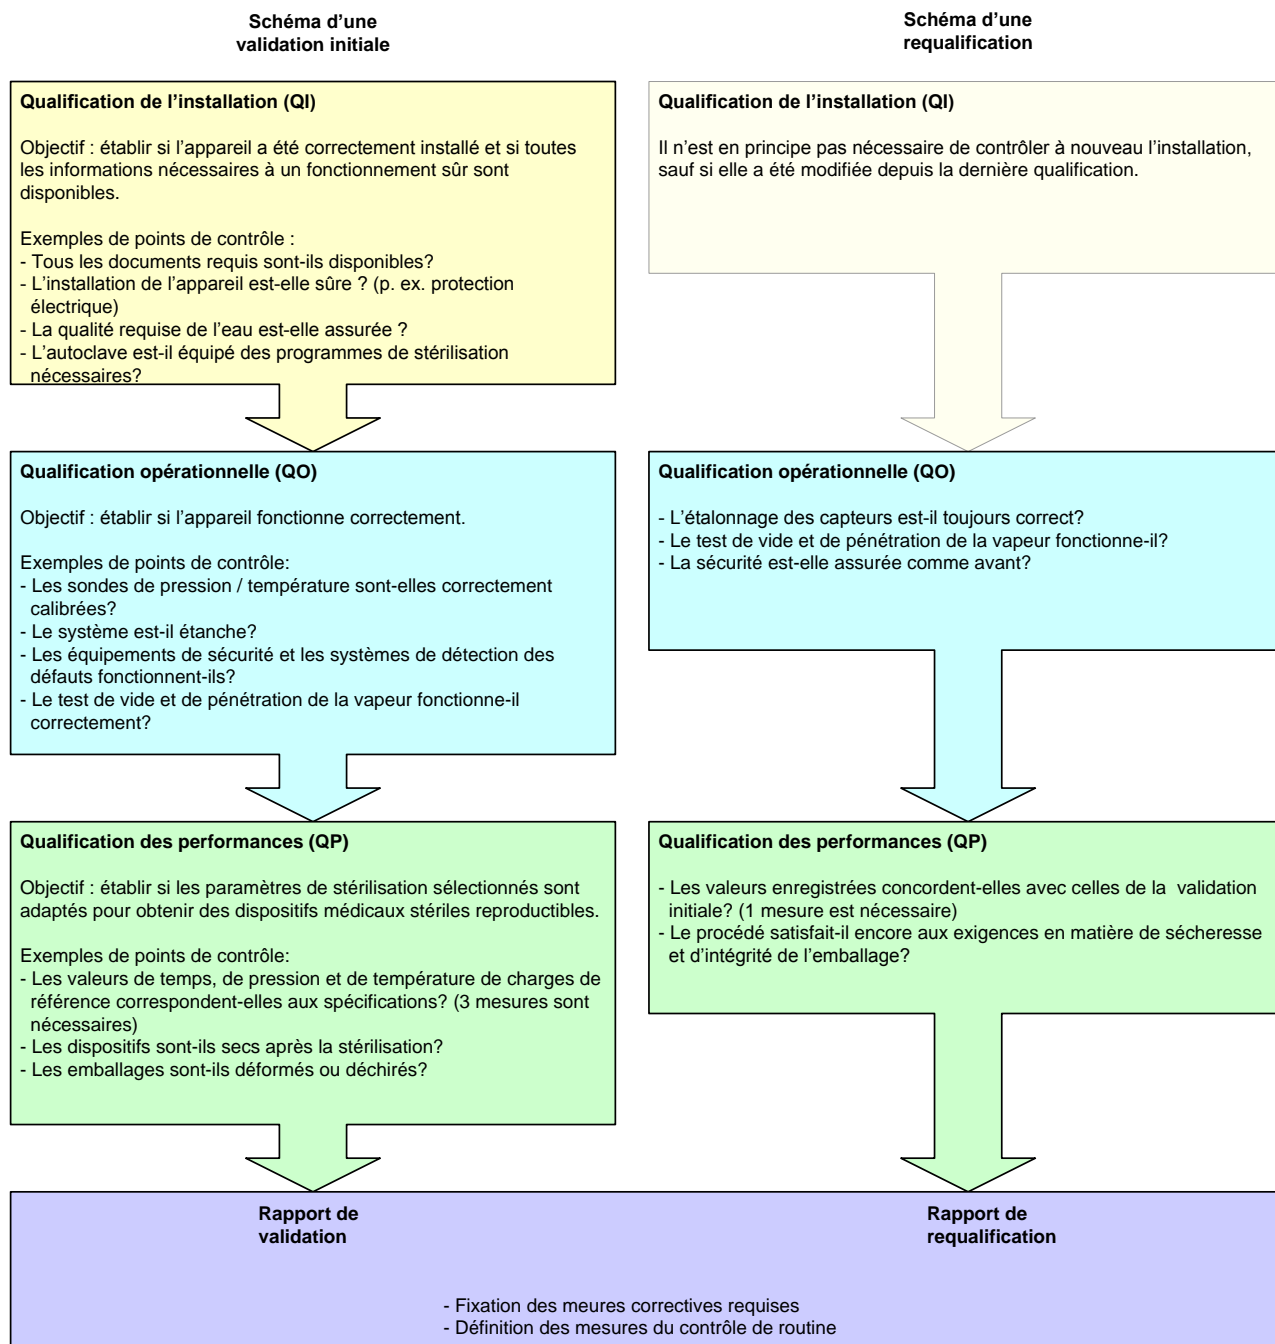 Schéma d'une
validation initiale
Qualification de l'installation (QI)
Objectif : établir si l'appareil a été correctement installé et si toutes
les informations nécessaires à un fonctionnement sûr sont
disponibles.
Exemples de points de contrôle :
- Tous les documents requis sont-ils disponibles?
- L'installation de l'appareil est-elle sûre ? (p. ex. protection
électrique)
- La qualité requise de l'eau est-elle assurée ?
- L'autoclave est-il équipé des programmes de stérilisation
nécessaires?
Qualification opérationnelle (QO)
Objectif : établir si l'appareil fonctionne correctement.
Exemples de points de contrôle:
- Les sondes de pression / température sont-elles correctement
calibrées?
- Le système est-il étanche?
- Les équipements de sécurité et les systèmes de détection des
défauts fonctionnent-ils?
- Le test de vide et de pénétration de la vapeur fonctionne-il
correctement?
Qualification des performances (QP)
Objectif : établir si les paramètres de stérilisation sélectionnés sont
adaptés pour obtenir des dispositifs médicaux stériles reproductibles.
Exemples de points de contrôle:
- Les valeurs de temps, de pression et de température de charges de
référence correspondent-elles aux spécifications? (3 mesures sont
nécessaires)
- Les dispositifs sont-ils secs après la stérilisation?
- Les emballages sont-ils déformés ou déchirés?
Rapport de
validation
Schéma d'une
requalification
Qualification de l'installation (QI)
Il n'est en principe pas nécessaire de contrôler à nouveau l'installation,
sauf si elle a été modifiée depuis la dernière qualification.
Qualification opérationnelle (QO)
- L'étalonnage des capteurs est-il toujours correct?
- Le test de vide et de pénétration de la vapeur fonctionne-il?
- La sécurité est-elle assurée comme avant?
Qualification des performances (QP)
- Les valeurs enregistrées concordent-elles avec celles de la validation
initiale? (1 mesure est nécessaire)
- Le procédé satisfait-il encore aux exigences en matière de sécheresse
et d'intégrité de l'emballage?
Rapport de
requalification
- Fixation des meures correctives requises
- Définition des mesures du contrôle de routine